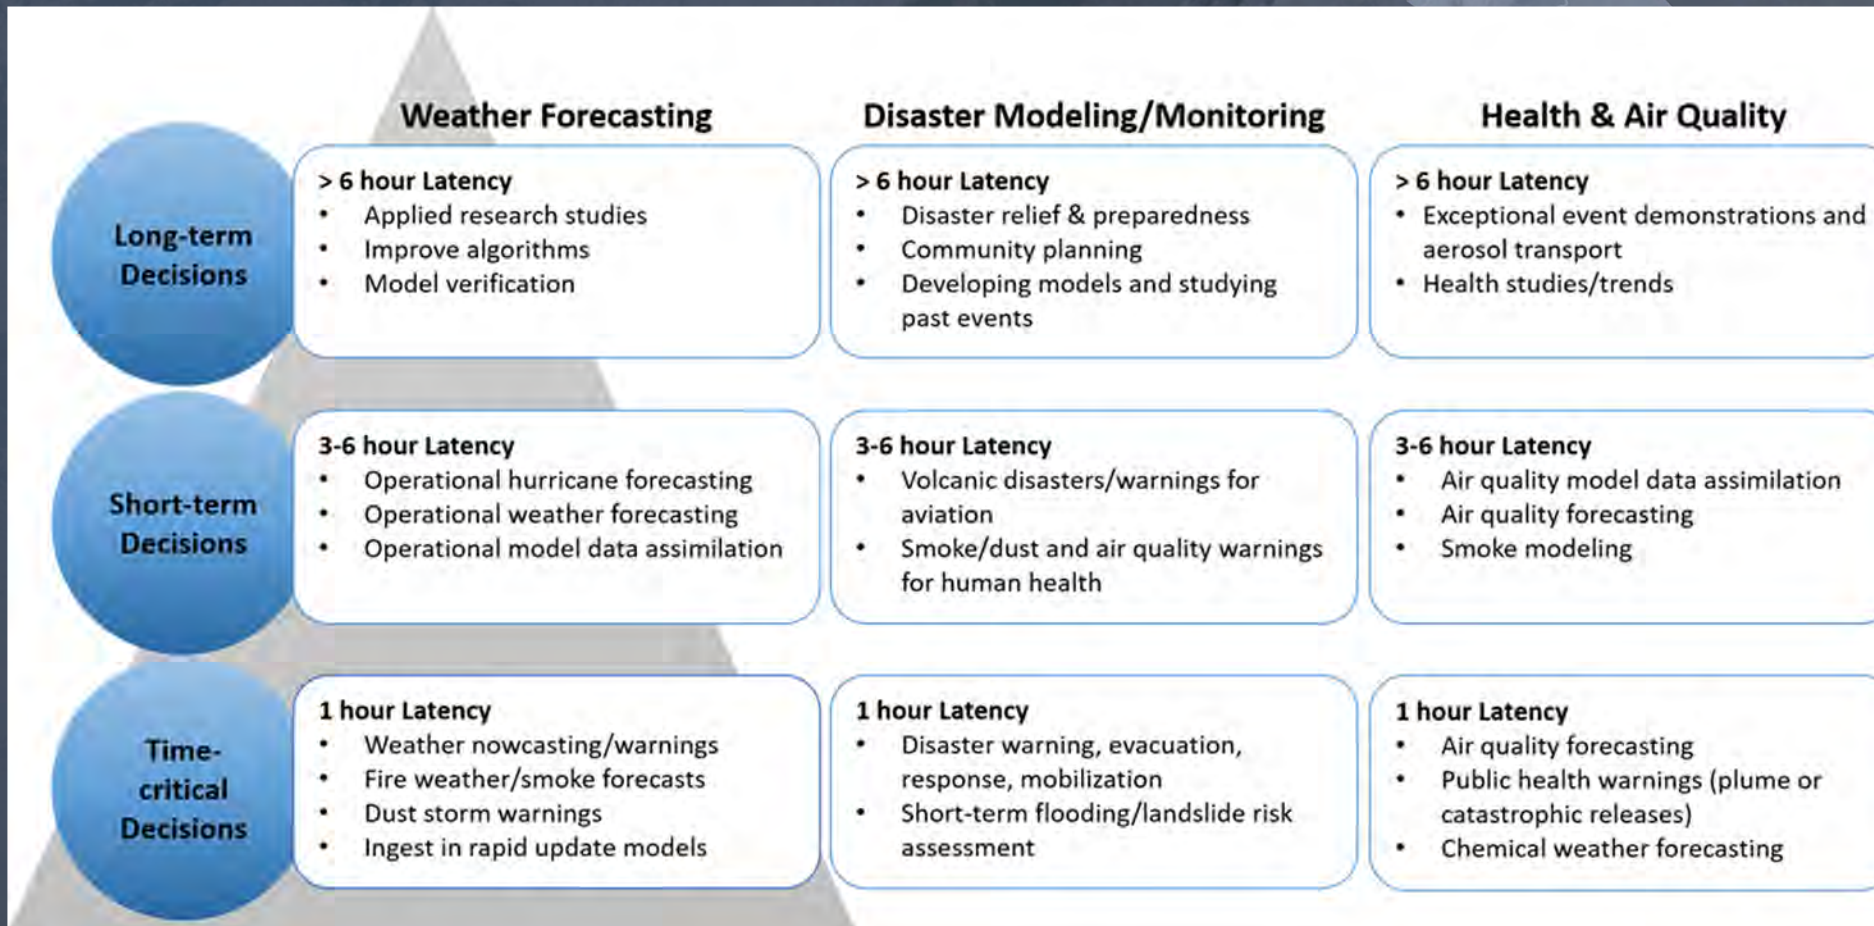 Weather Forecasting
Disaster Modeling/Monitoring
Health & Air Quality
Long-term
Decisions
> 6 hour Latency
• Applied research studies
• Improve algorithms
• Model verification
> 6 hour Latency
• Disaster relief & preparedness
• Community planning
• Developing models and studying
past events
> 6 hour Latency
• Exceptional event demonstrations and
aerosol transport
• Health studies/trends
Short-term
Decisions
3-6 hour Latency
• Operational hurricane forecasting
• Operational weather forecasting
• Operational model data assimilation
3-6 hour Latency
• Volcanic disasters/warnings for
aviation
• Smoke/dust and air quality warnings
for human health
3-6 hour Latency
• Air quality model data assimilation
• Air quality forecasting
• Smoke modeling
Time-
critical
Decisions
1 hour Latency
• Weather nowcasting/warnings
• Fire weather/smoke forecasts
• Dust storm warnings
• Ingest in rapid update models
1 hour Latency
• Disaster warning, evacuation,
response, mobilization
• Short-term flooding/landslide risk
assessment
1 hour Latency
• Air quality forecasting
• Public health warnings (plume or
catastrophic releases)
• Chemical weather forecasting